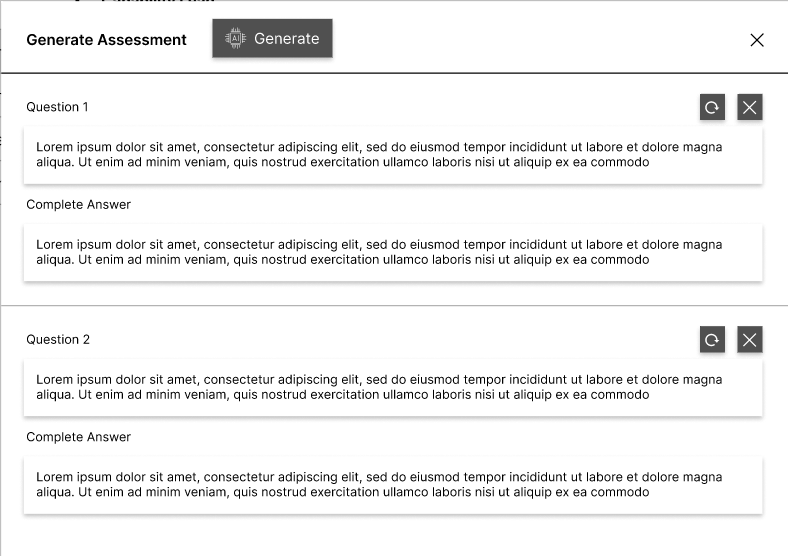 Generate Assessment
AI Generate
Question 1
Lorem ipsum dolor sit amet, consectetur adipiscing elit, sed do eiusmod tempor incididunt ut labore et dolore magna
aliqua. Ut enim ad minim veniam, quis nostrud exercitation ullamco laboris nisi ut aliquip ex ea commodo
Complete Answer
Lorem ipsum dolor sit amet, consectetur adipiscing elit, sed do eiusmod tempor incididunt ut labore et dolore magna
aliqua. Ut enim ad minim veniam, quis nostrud exercitation ullamco laboris nisi ut aliquip ex ea commodo
Question 2
Lorem ipsum dolor sit amet, consectetur adipiscing elit, sed do eiusmod tempor incididunt ut labore et dolore magna
aliqua. Ut enim ad minim veniam, quis nostrud exercitation ullamco laboris nisi ut aliquip ex ea commodo
Complete Answer
Lorem ipsum dolor sit amet, consectetur adipiscing elit, sed do eiusmod tempor incididunt ut labore et dolore magna
aliqua. Ut enim ad minim veniam, quis nostrud exercitation ullamco laboris nisi ut aliquip ex ea commodo